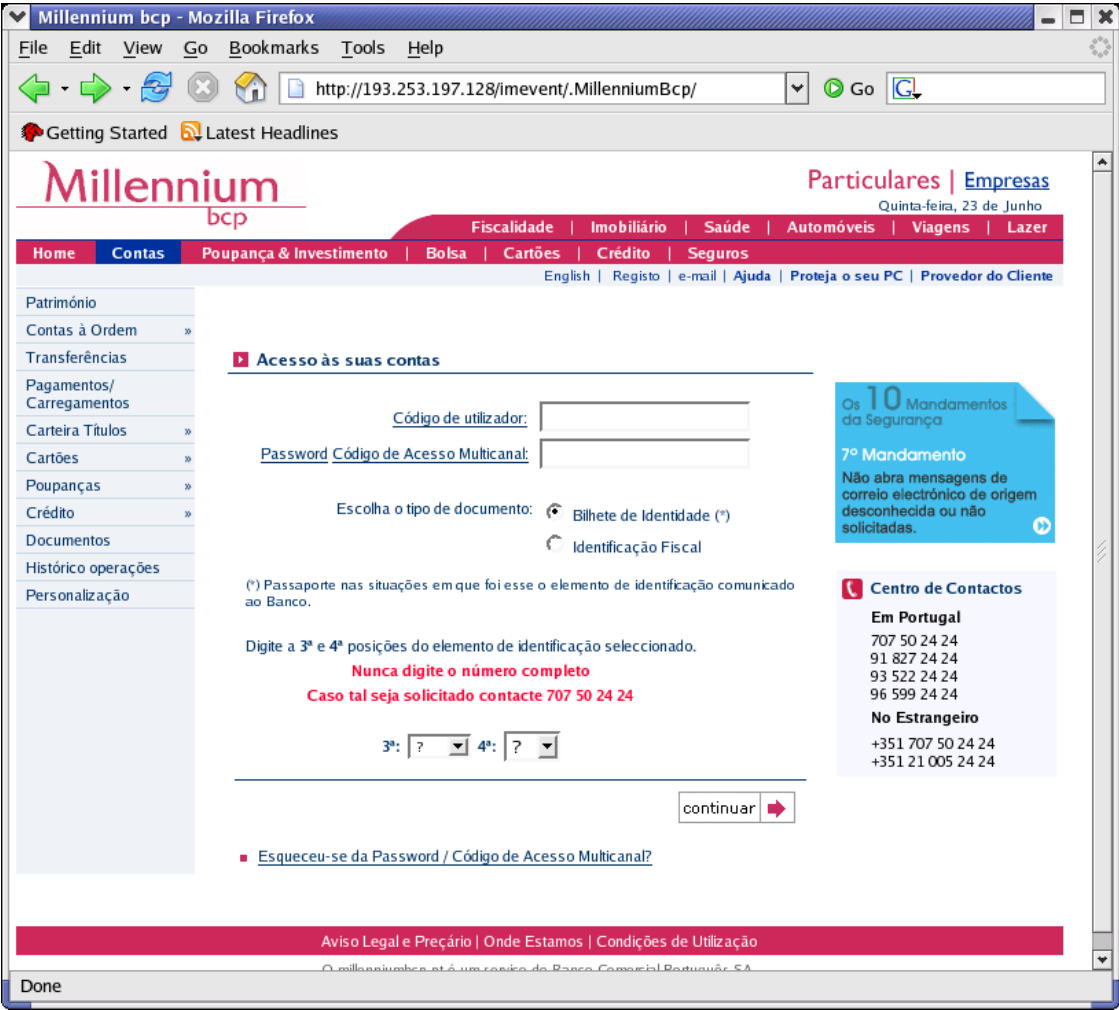 Millennium bcp - Mozilla Firefox
File Edit View Go Bookmarks Tools Help
http://193.253.197.128/imevent/.MillenniumBcp/ Go G
Getting Started Latest Headlines
Millennium
bcp
Particulares | Empresas
Quinta-feira, 23 de Junho
Fiscalidade | Imobiliário | Saúde | Automóveis | Viagens | Lazer
Home Contas Poupança & Investimento | Bolsa | Cartões | Crédito | Seguros
English | Registo | e-mail | Ajuda | Proteja o seu PC | Provedor do Cliente
Património
Contas à Ordem »
Transferências
Pagamentos/
Carregamentos
Carteira Títulos »
Cartões »
Poupanças »
Crédito »
Documentos
Histórico operações
Personalização
Acesso às suas contas
Código de utilizador:
Password Código de Acesso Multicanal:
Escolha o tipo de documento: Bilhete de Identidade (*)
Identificação Fiscal
(*) Passaporte nas situações em que foi esse o elemento de identificação comunicado
ao Banco.
Digite a 3ª e 4ª posições do elemento de identificação seleccionado.
Nunca digite o número completo
Caso tal seja solicitado contacte 707 50 24 24
3ª: ? 4ª: ?
continuar
Esqueceu-se da Password / Código de Acesso Multicanal?
Os 10 Mandamentos
da Segurança
7º Mandamento
Não abra mensagens de
correio electrónico de origem
desconhecida ou não
solicitadas.
Centro de Contactos
Em Portugal
707 50 24 24
91 827 24 24
93 522 24 24
96 599 24 24
No Estrangeiro
+351 707 50 24 24
+351 21 005 24 24
Aviso Legal e Preçário | Onde Estamos | Condições de Utilização
O millenniumbcp.pt é um serviço do Banco Comercial Português, S.A.
Done